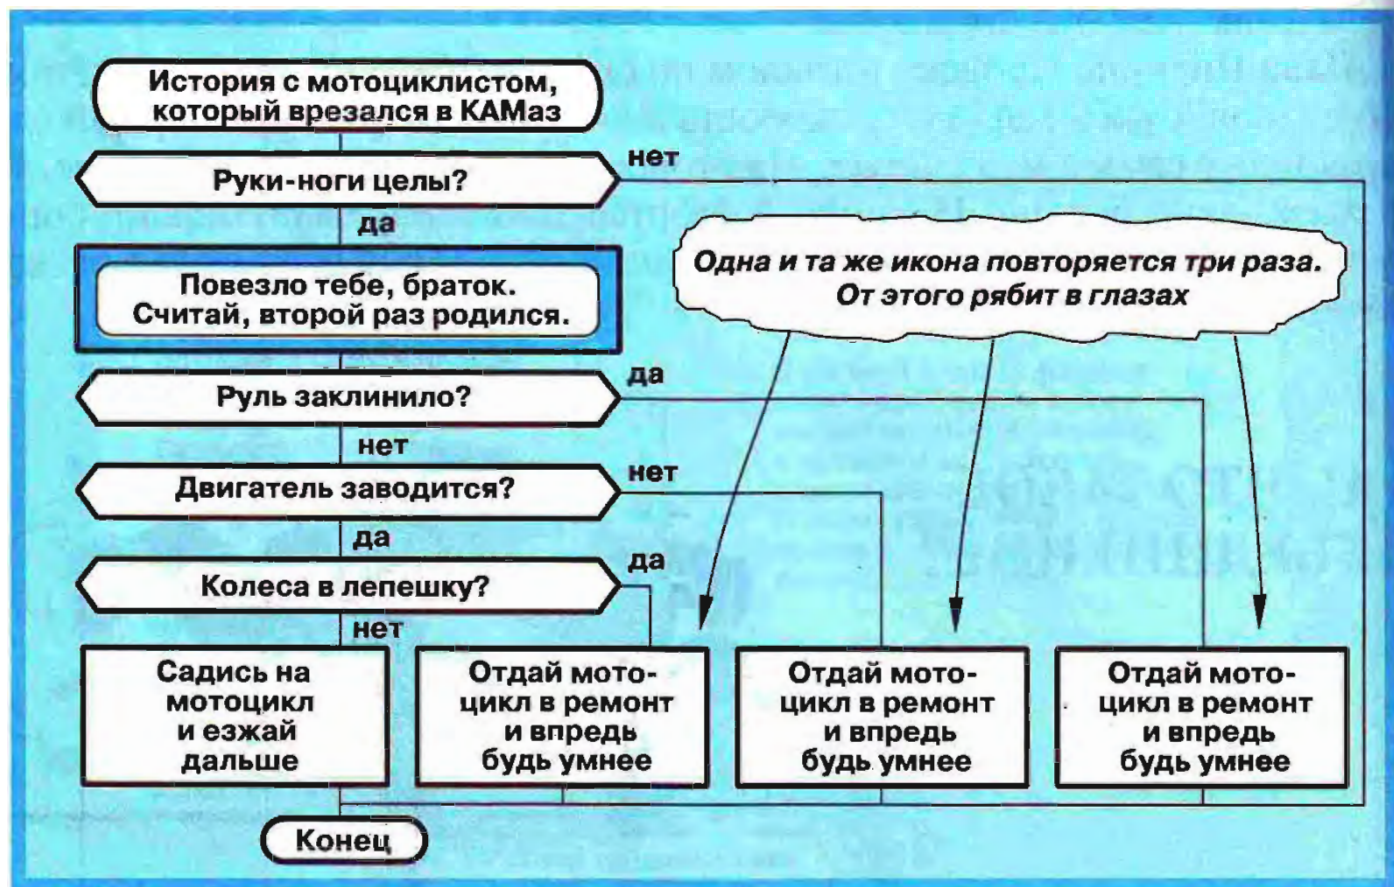 История с мотоциклистом,
который врезался в КАМаз
нет
Руки-ноги целы?
да
Одна и та же икона повторяется три раза.
От этого рябит в глазах
Повезло тебе, браток.
Считай, второй раз родился.
да
Руль заклинило?
нет
нет
Двигатель заводится?
да
да
Колеса в лепешку?
нет
Садись на
мотоцикл
и езжай
дальше
Отдай мото-
цикл в ремонт
и впредь
будь умнее
Отдай мото-
цикл в ремонт
и впредь
будь умнее
Отдай мото-
цикл в ремонт
и впредь
будь умнее
Конец